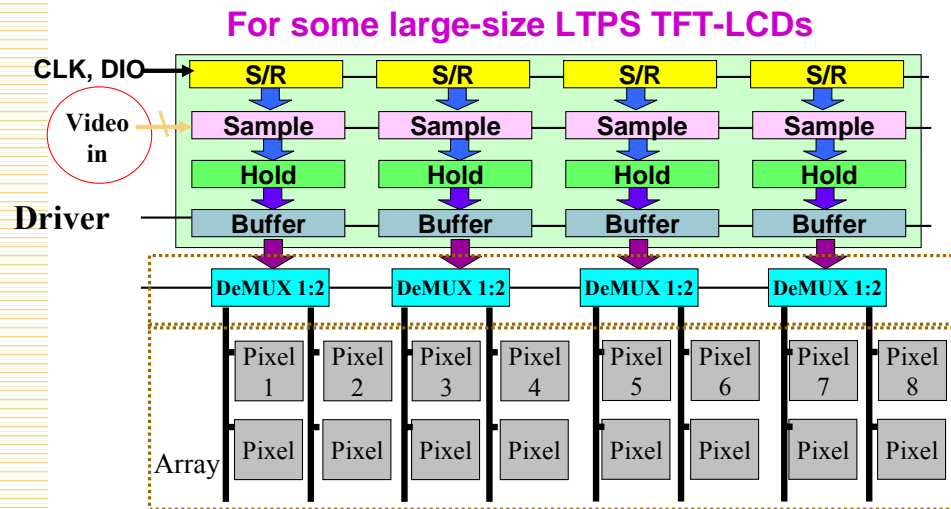 For some large-size LTPS TFT-LCDs
CLK, DIO
S/R S/R S/R S/R
Video
in
Sample Sample Sample Sample
Hold Hold Hold Hold
Driver
Buffer Buffer Buffer Buffer
DeMUX 1:2 DeMUX 1:2 DeMUX 1:2 DeMUX 1:2
Pixel Pixel Pixel Pixel Pixel Pixel Pixel Pixel
1 2 3 4 5 6 7 8
Pixel Pixel Pixel Pixel Pixel Pixel Pixel Pixel
Array